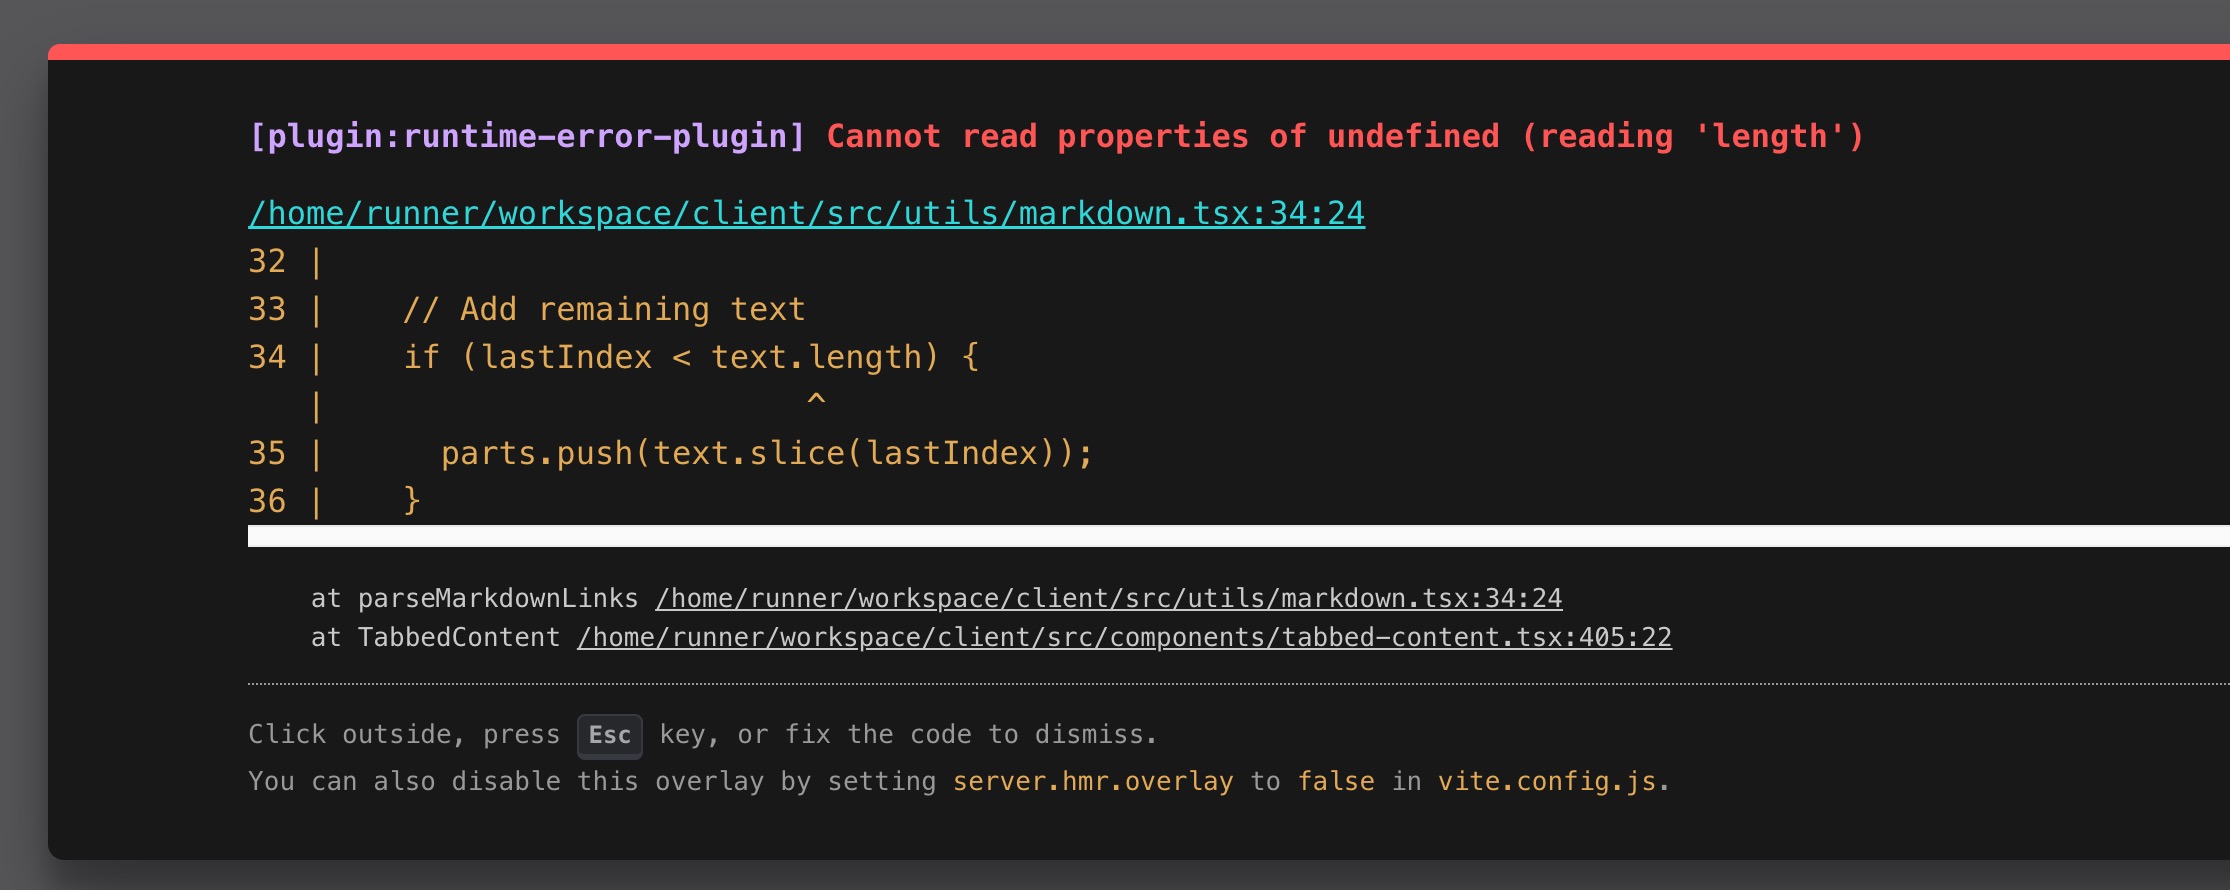 [plugin:runtime-error-plugin] Cannot read properties of undefined (reading 'length')
/home/runner/workspace/client/src/utils/markdown.tsx:34:24
32 |
33 |    // Add remaining text
34 |    if (lastIndex < text.length) {
   |                         ^
35 |      parts.push(text.slice(lastIndex));
36 |    }
at parseMarkdownLinks /home/runner/workspace/client/src/utils/markdown.tsx:34:24
at TabbedContent /home/runner/workspace/client/src/components/tabbed-content.tsx:405:22
Click outside, press Esc key, or fix the code to dismiss.
You can also disable this overlay by setting server.hmr.overlay to false in vite.config.js.